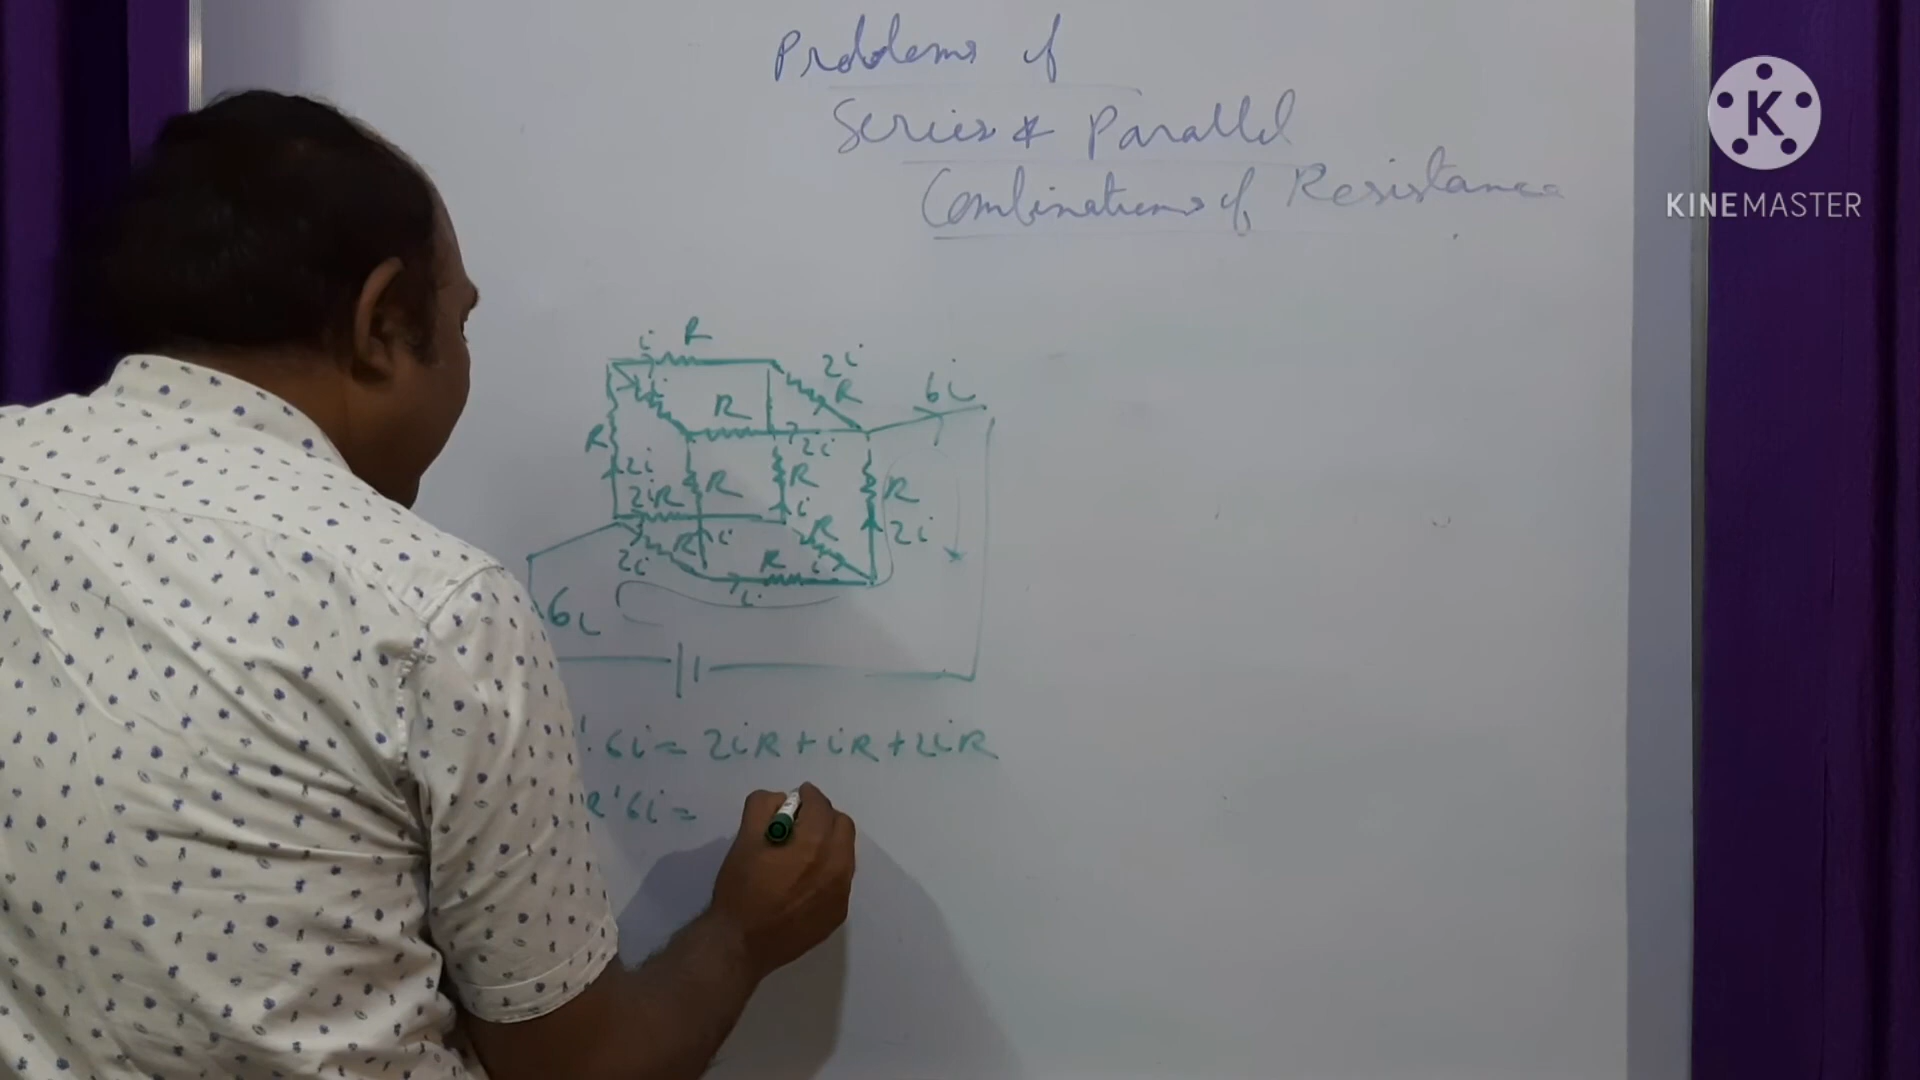 Problems of
Series & Parallel
Combinations of Resistance
K
KINEMASTER
i R
2i
6i
i
R
R
2i
R
2i
R
R
R
2iR
i
i
R
2i
R
2i
R
R
i
i
6i
6i = 2iR + iR + 2iR
R'6i =